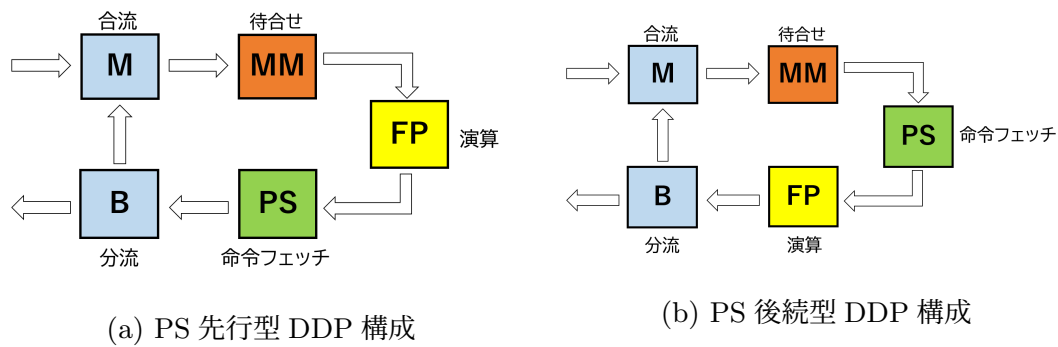 合流
M
待合せ
MM
FP
演算
PS
命令フェッチ
B
分流
(a) PS 先行型 DDP 構成
合流
M
待合せ
MM
PS
命令フェッチ
FP
演算
B
分流
(b) PS 後続型 DDP 構成